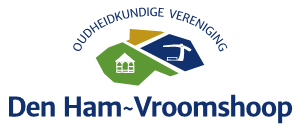 OUDHEIDKUNDIGE VERENIGING
Den Ham~Vroomshoop